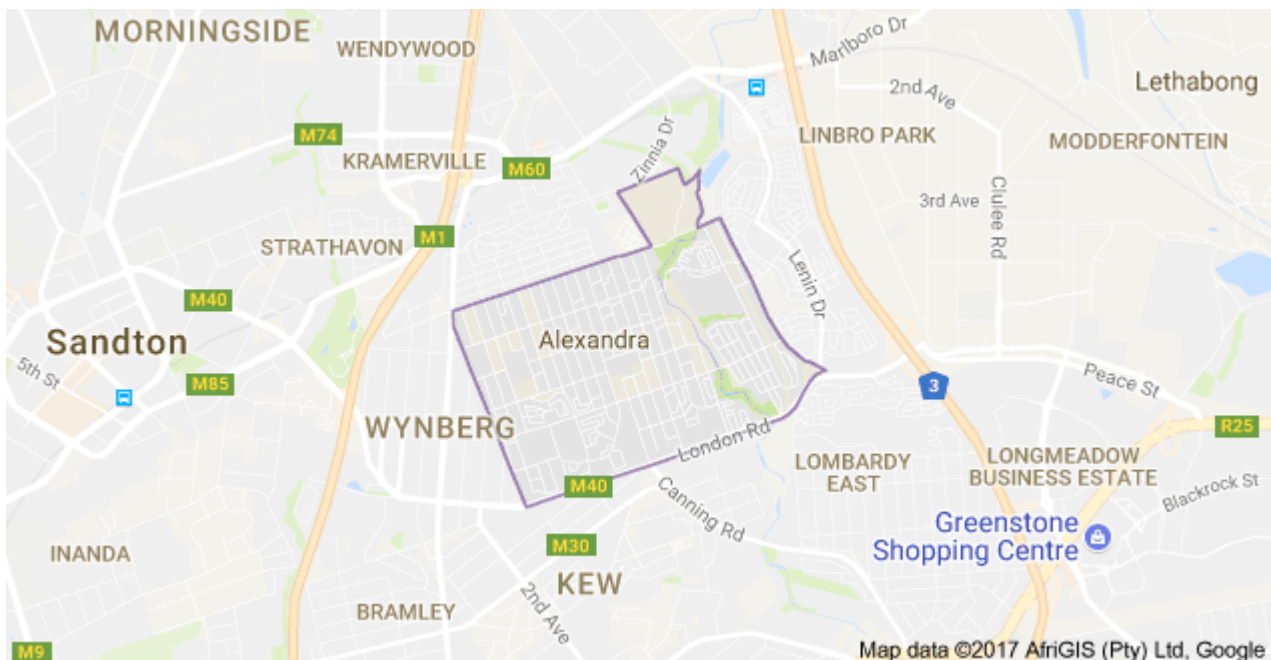 MORNINGSIDE
WENDYWOOD
Marlboro Dr
2nd Ave
Lethabong
M74
KRAMERVILLE
M60
Zinnia Dr
LINBRO PARK
MODDERFONTEIN
3rd Ave
Clulee Rd
STRATHAVON
M1
Lenin Dr
M40
Sandton
Alexandra
5th St
M85
3
Peace St
WYNBERG
London Rd
R25
LOMBARDY
EAST
LONGMEADOW
BUSINESS ESTATE
M40
Canning Rd
Blackrock St
INANDA
M30
Greenstone
Shopping Centre
KEW
BRAMLEY
2nd Ave
M9
Map data ©2017 AfriGIS (Pty) Ltd, Google